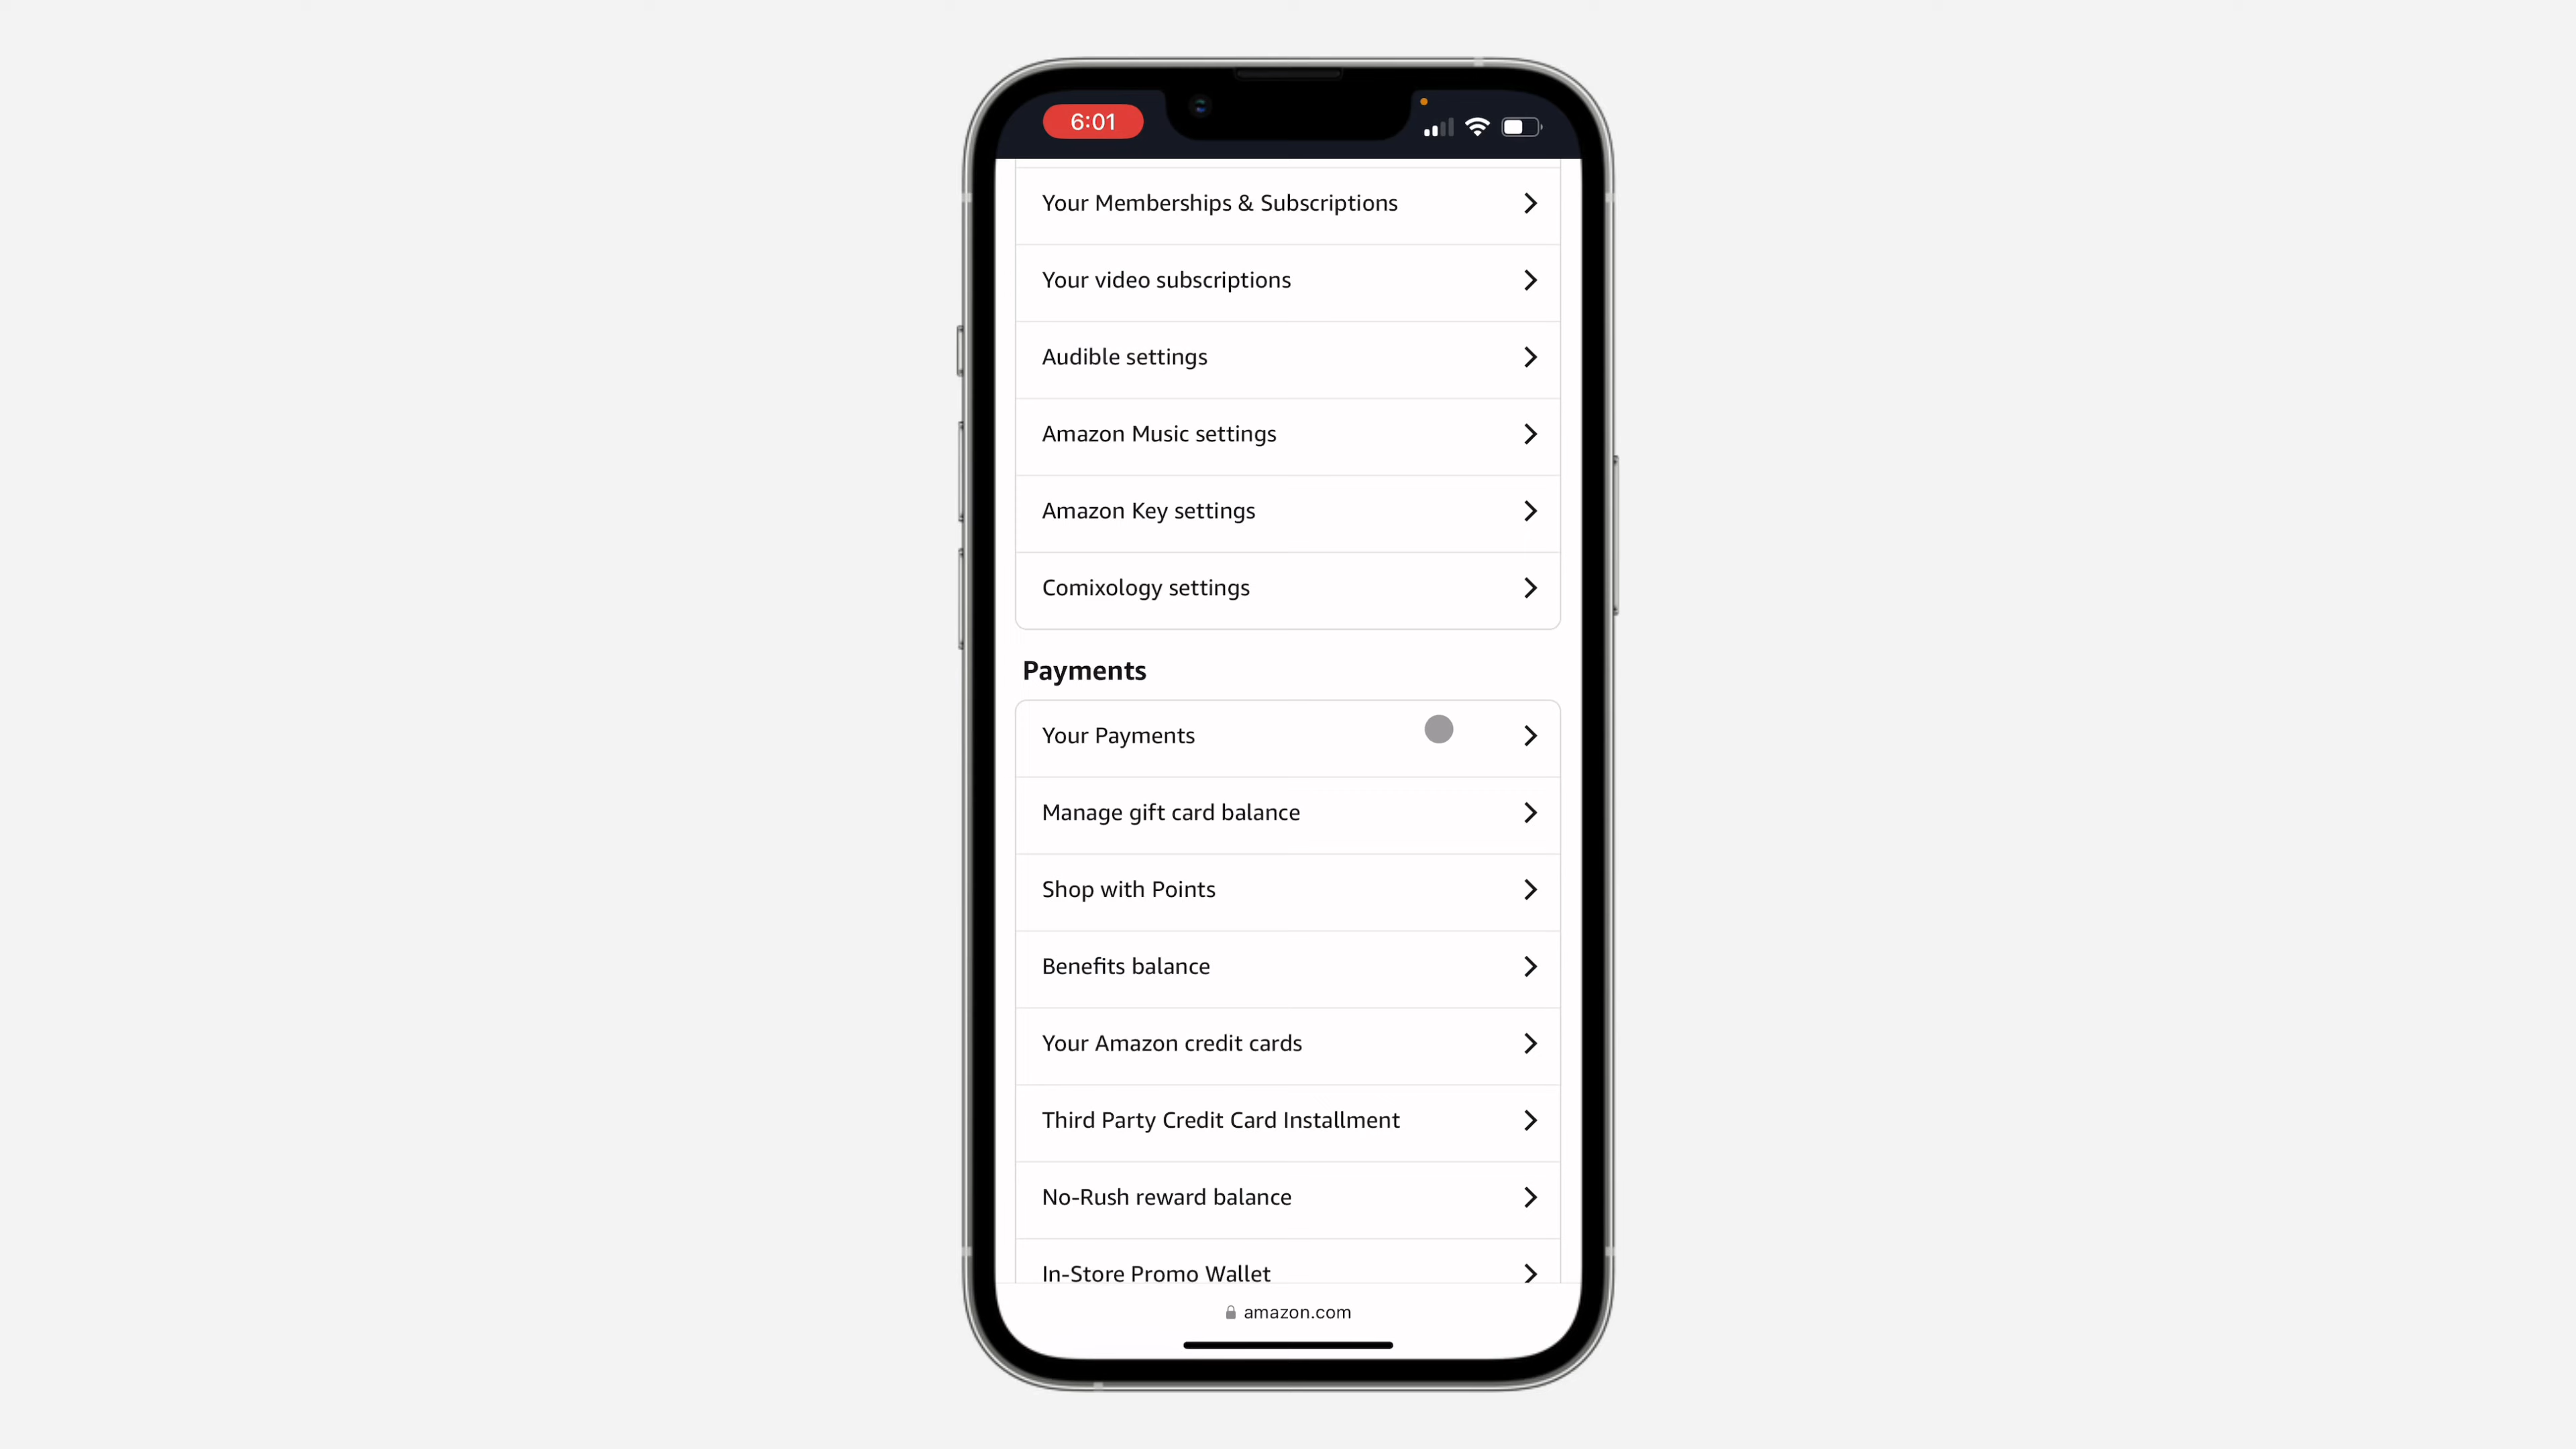 6:01
Your Memberships & Subscriptions
Your video subscriptions
Audible settings
Amazon Music settings
Amazon Key settings
Comixology settings
Payments
Your Payments
Manage gift card balance
Shop with Points
Benefits balance
Your Amazon credit cards
Third Party Credit Card Installment
No-Rush reward balance
In-Store Promo Wallet
amazon.com